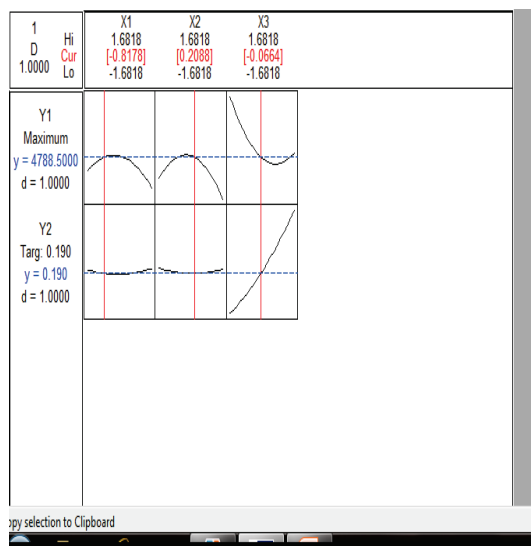 1
D
1.0000
Hi
Cur
Lo
X1
1.6818
[-0.8178]
-1.6818
X2
1.6818
[0.2088]
-1.6818
X3
1.6818
[-0.0664]
-1.6818
Y1
Maximum
y = 4788.5000
d = 1.0000
Y2
Targ: 0.190
y = 0.190
d = 1.0000
opy selection to Clipboard